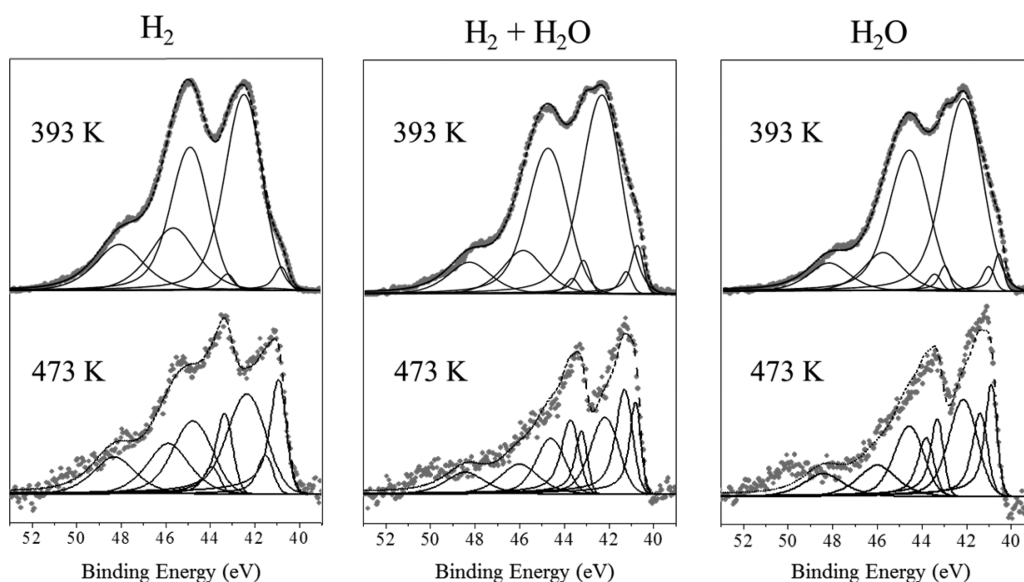 H2
H2 + H2O
H2O
393 K
393 K
393 K
473 K
473 K
473 K
52 50 48 46 44 42 40
52 50 48 46 44 42 40
52 50 48 46 44 42 40
Binding Energy (eV)
Binding Energy (eV)
Binding Energy (eV)